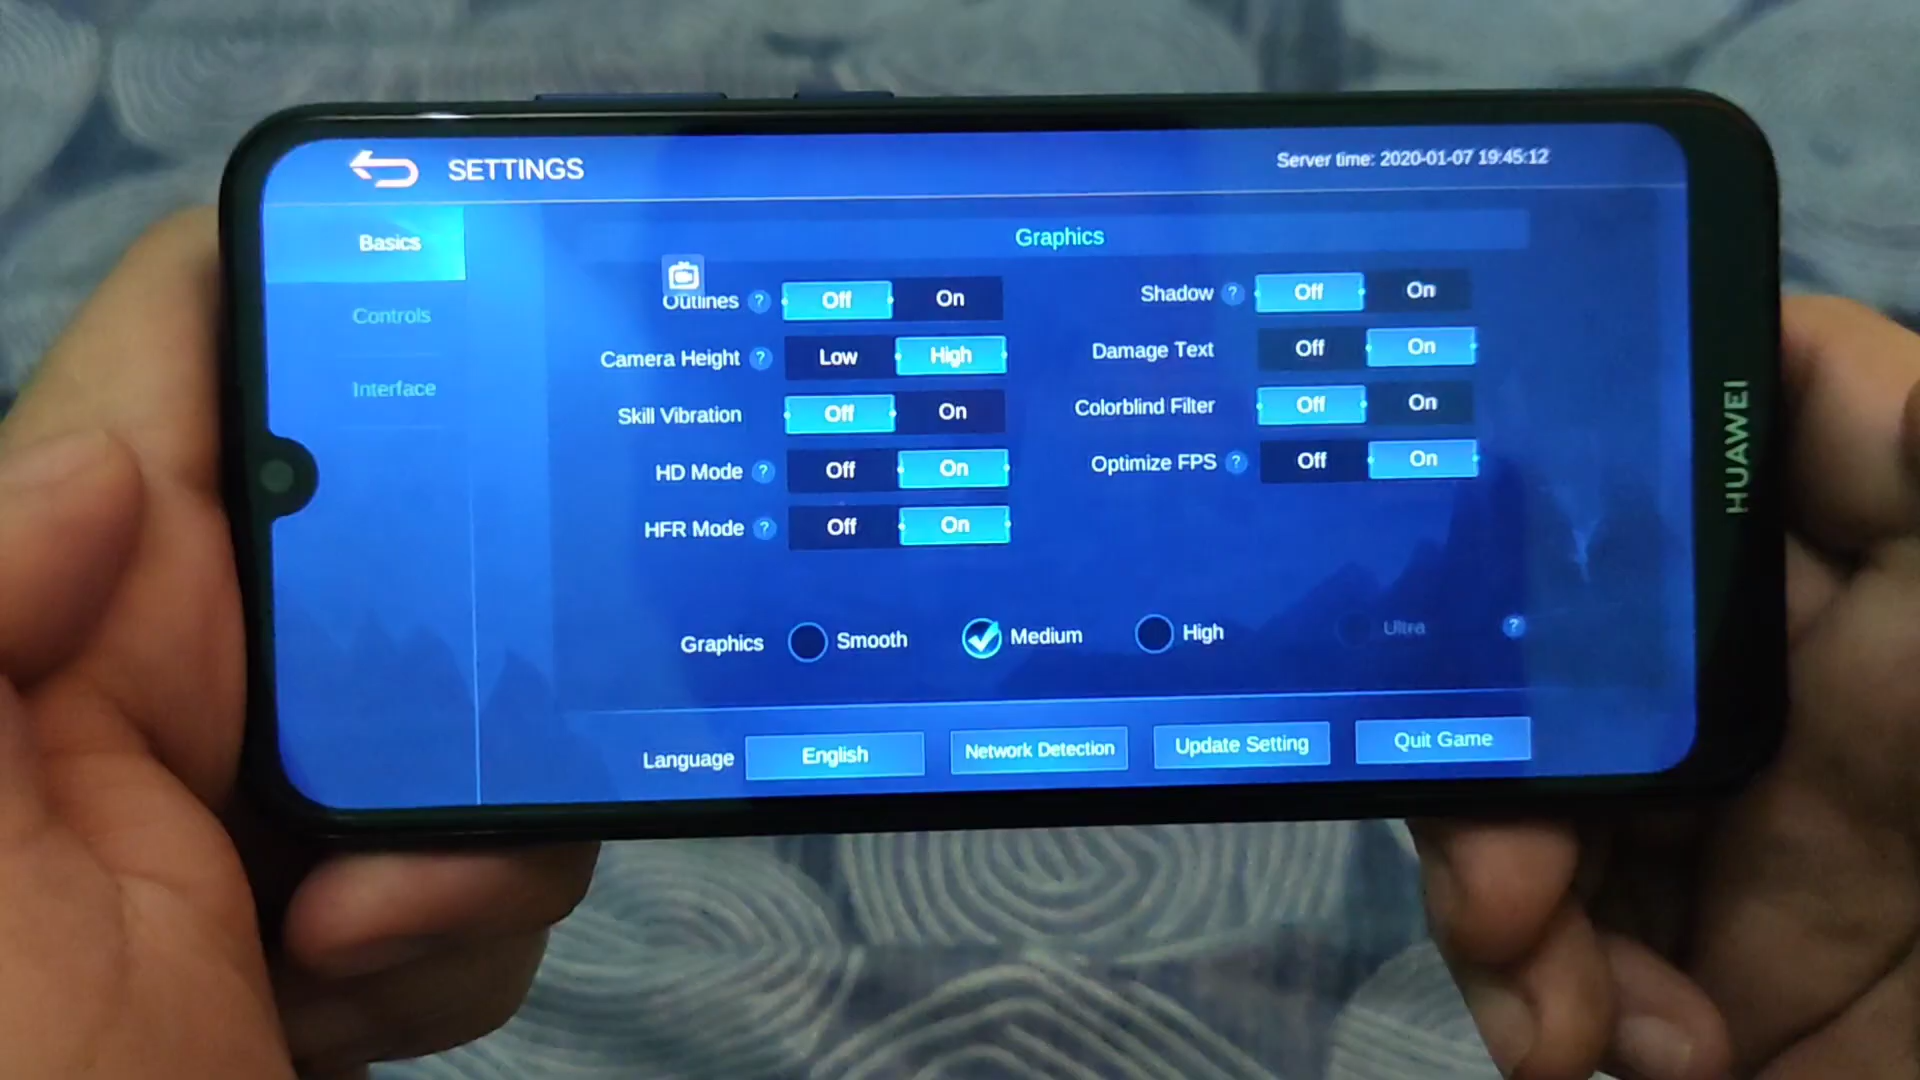 SETTINGS
Server time: 2020-01-07 19:45:12
Basics
Controls
Interface
Graphics
Outlines ? Off On
Shadow ? Off On
Camera Height ? Low High
Damage Text Off On
Skill Vibration Off On
Colorblind Filter Off On
HD Mode ? Off On
Optimize FPS ? Off On
HFR Mode ? Off On
Graphics Smooth Medium High Ultra ?
Language English Network Detection Update Setting Quit Game
HUAWEI